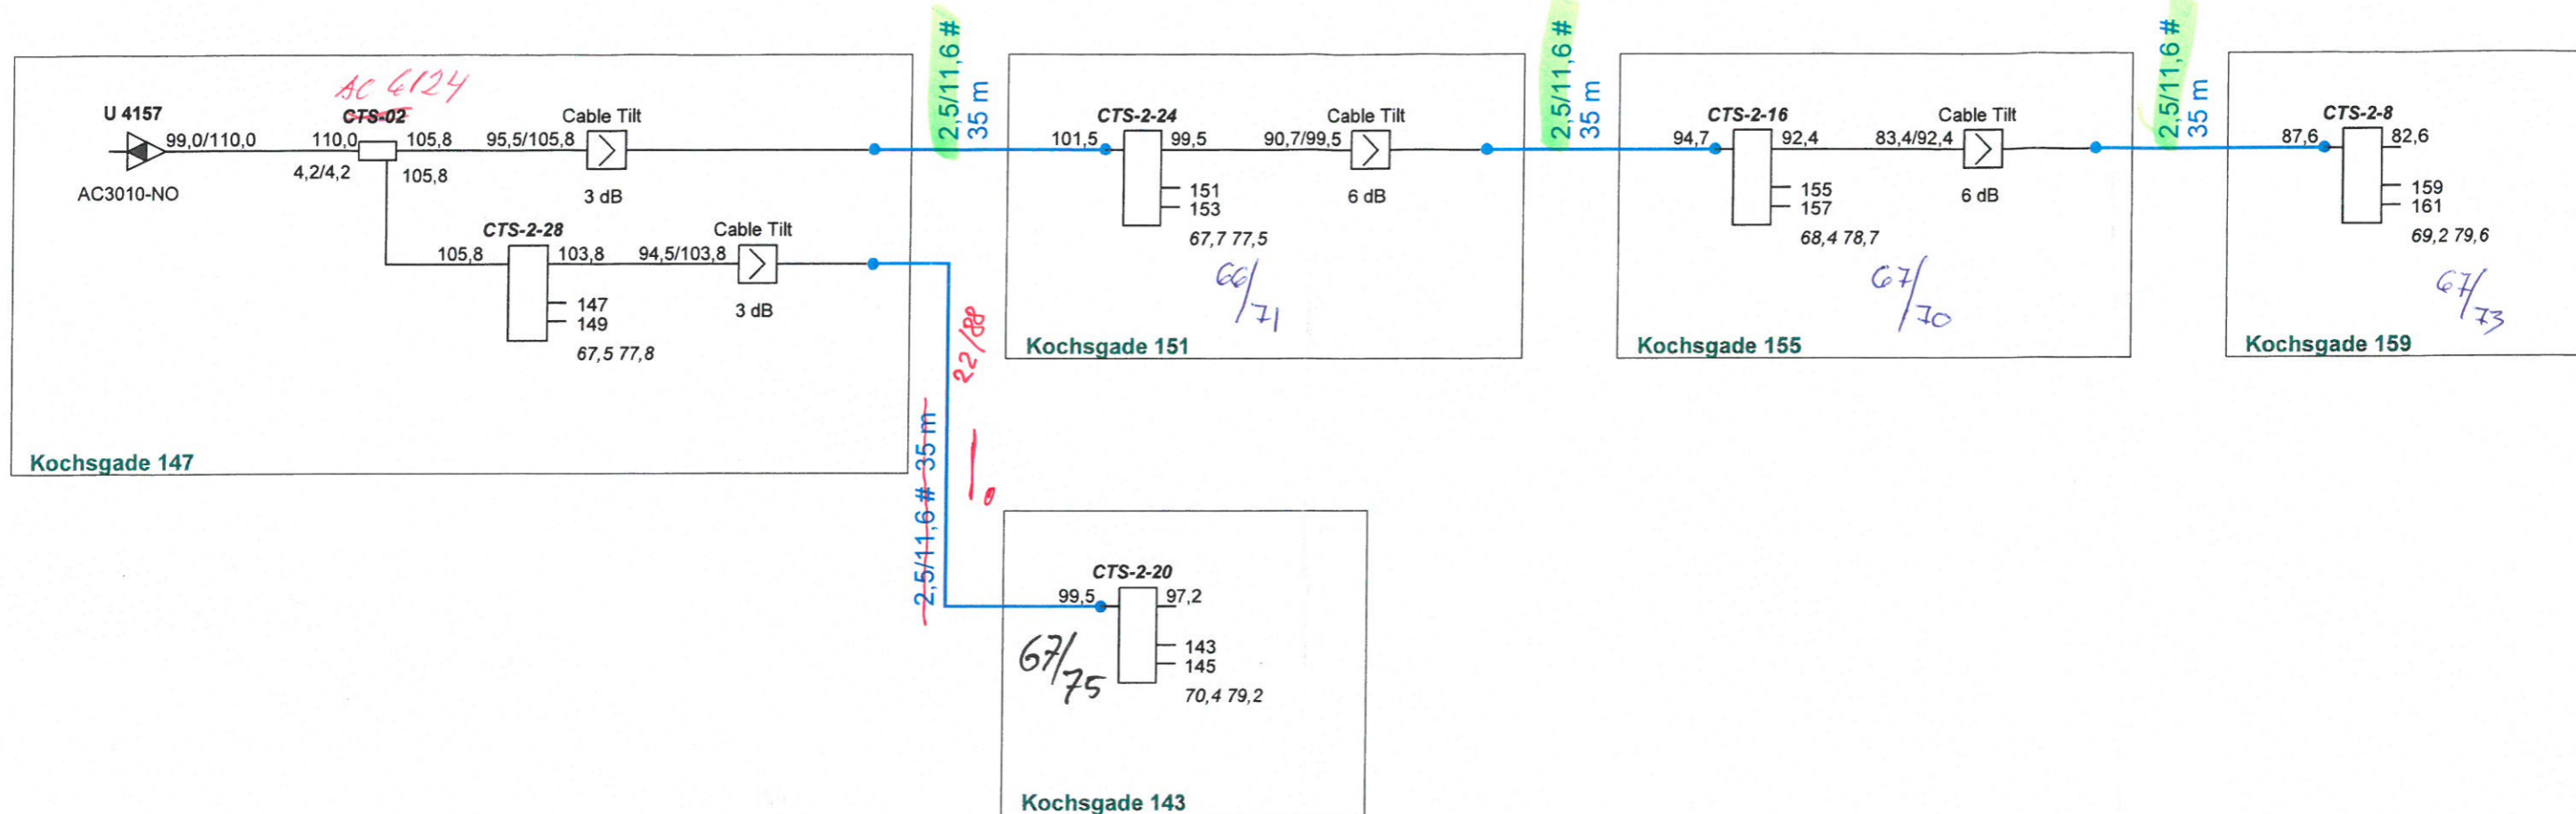 U 4157
99,0/110,0
AC3010-NO
AC 6124
CTS-02
110,0
105,8
4,2/4,2
105,8
95,5/105,8
Cable Tilt
3 dB
105,8
CTS-2-28
103,8
147
149
67,5 77,8
94,5/103,8
Cable Tilt
3 dB
Kochsgade 147
2,5/11,6 #
35 m
101,5
CTS-2-24
99,5
151
153
67,7 77,5
66/71
90,7/99,5
Cable Tilt
6 dB
Kochsgade 151
2,5/11,6 #
35 m
94,7
CTS-2-16
92,4
155
157
68,4 78,7
67/70
83,4/92,4
Cable Tilt
6 dB
Kochsgade 155
2,5/11,6 #
35 m
87,6
CTS-2-8
82,6
159
161
69,2 79,6
67/73
Kochsgade 159
2,5/11,6 # 35 m
22/88
!
99,5
CTS-2-20
97,2
143
145
70,4 79,2
67/75
Kochsgade 143